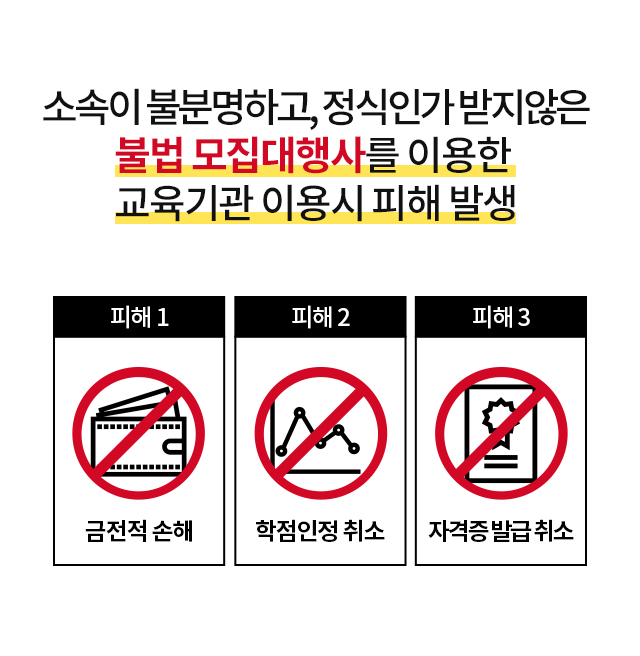 소속이 불분명하고, 정식인가 받지않은
불법 모집대행사를 이용한
교육기관 이용시 피해 발생
피해 1
금전적 손해
피해 2
학점인정 취소
피해 3
자격증발급 취소